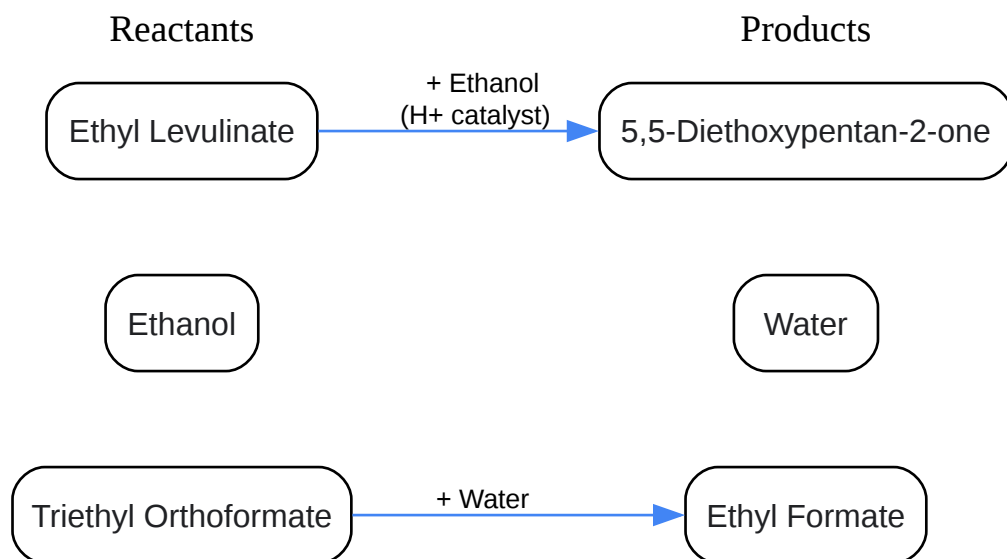 Reactants
Products
Ethyl Levulinate
+ Ethanol
(H+ catalyst)
5,5-Diethoxypentan-2-one
Ethanol
Water
Triethyl Orthoformate
+ Water
Ethyl Formate